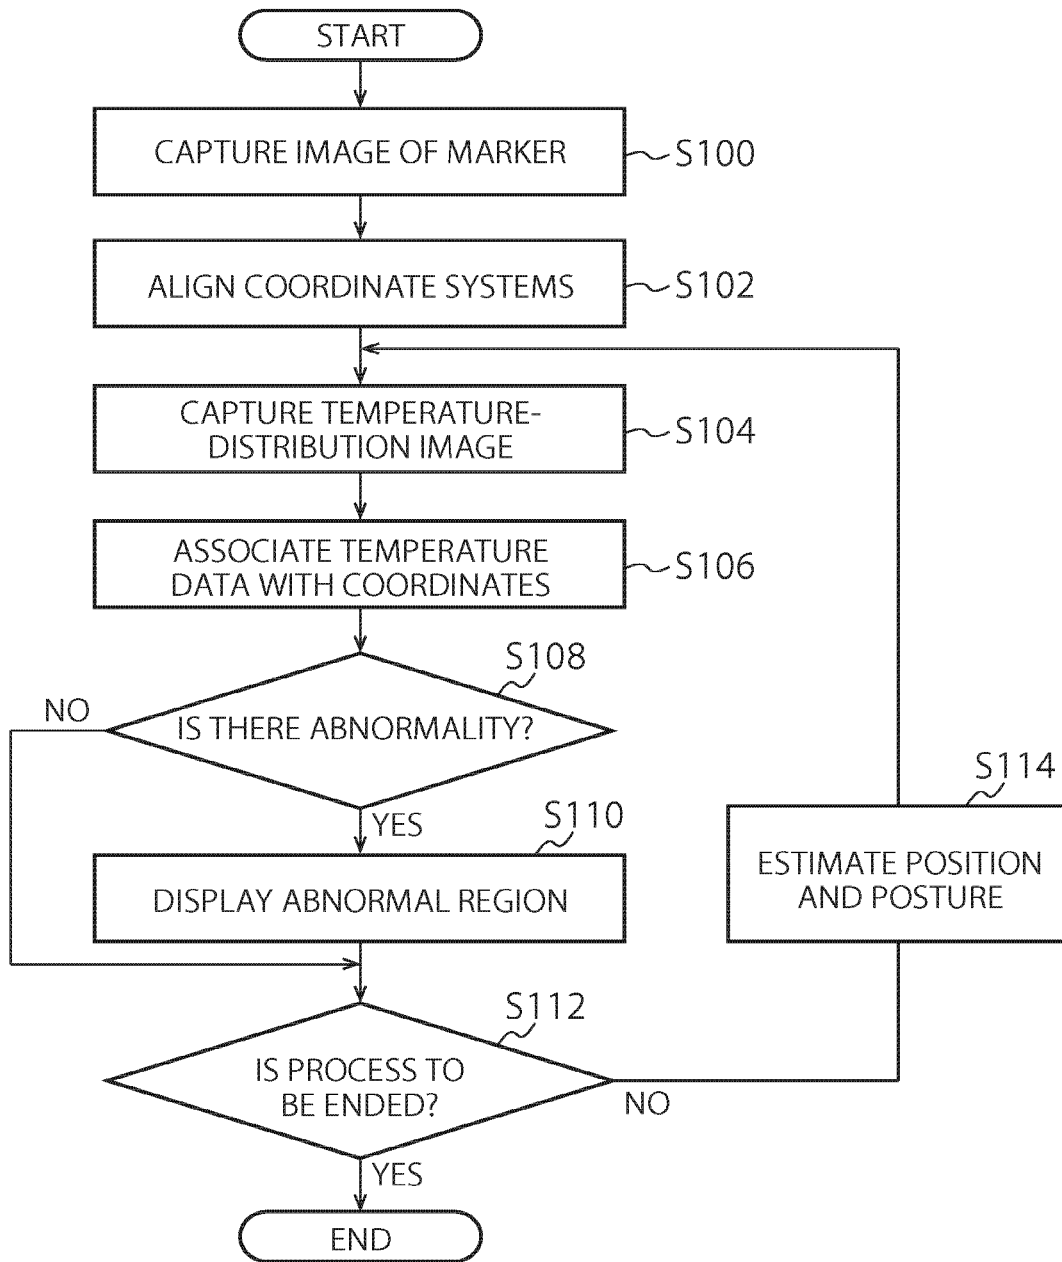 START
CAPTURE IMAGE OF MARKER
S100
ALIGN COORDINATE SYSTEMS
S102
CAPTURE TEMPERATURE-
DISTRIBUTION IMAGE
S104
ASSOCIATE TEMPERATURE
DATA WITH COORDINATES
S106
S108
NO
IS THERE ABNORMALITY?
YES
S110
DISPLAY ABNORMAL REGION
S114
ESTIMATE POSITION
AND POSTURE
S112
IS PROCESS TO
BE ENDED?
NO
YES
END